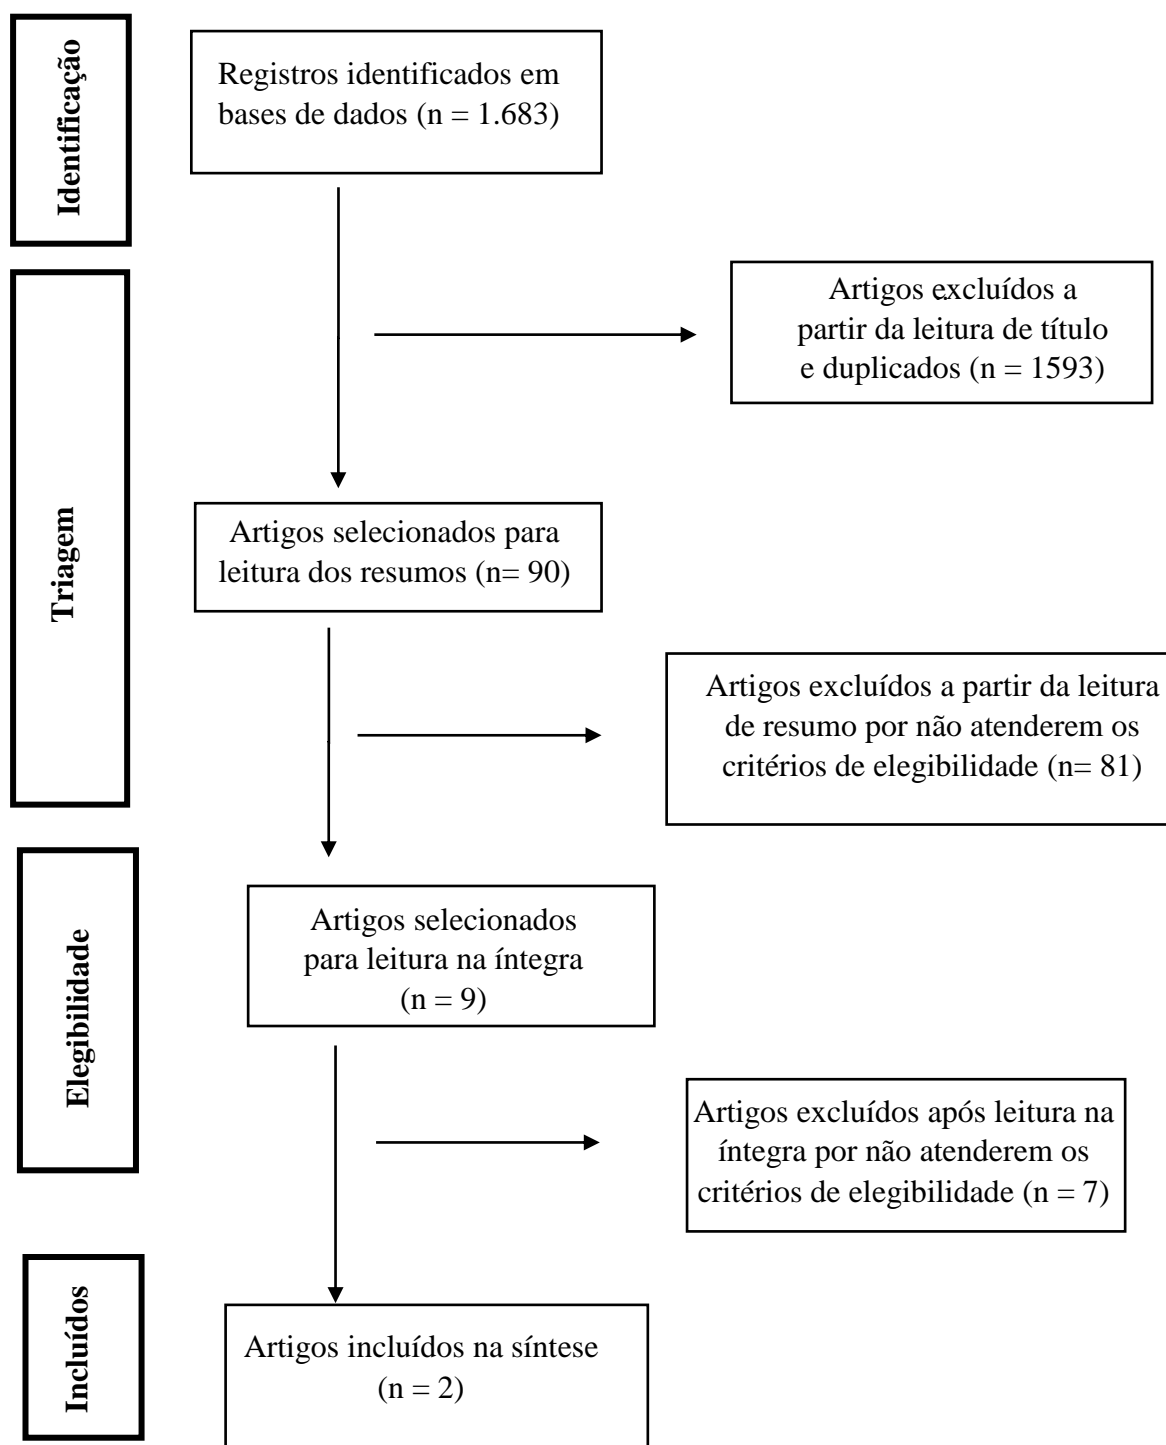 Identificação
Registros identificados em
bases de dados (n = 1.683)
Triagem
Artigos excluídos a
partir da leitura de título
e duplicados (n = 1593)
Artigos selecionados para
leitura dos resumos (n= 90)
Artigos excluídos a partir da leitura
de resumo por não atenderem os
critérios de elegibilidade (n= 81)
Elegibilidade
Artigos selecionados
para leitura na íntegra
(n = 9)
Artigos excluídos após leitura na
íntegra por não atenderem os
critérios de elegibilidade (n = 7)
Incluídos
Artigos incluídos na síntese
(n = 2)